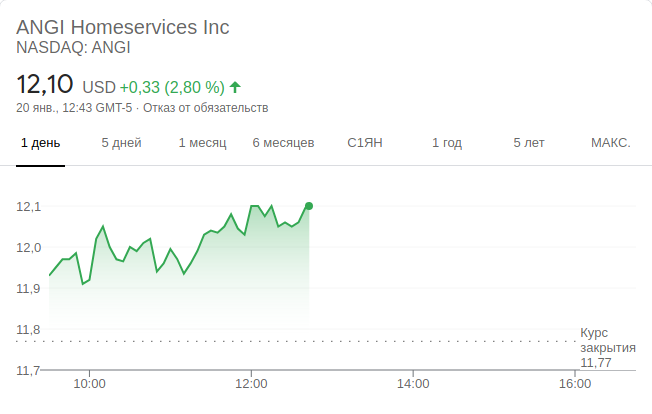 ANGI Homeservices Inc
NASDAQ: ANGI
12,10 USD +0,33 (2,80 %)
20 янв., 12:43 GMT-5 · Отказ от обязательств
1 день 5 дней 1 месяц 6 месяцев С1ЯН 1 год 5 лет МАКС.
12,1
12,0
11,9
11,8
Курс
закрытия
11,77
11,7
10:00 12:00 14:00 16:00